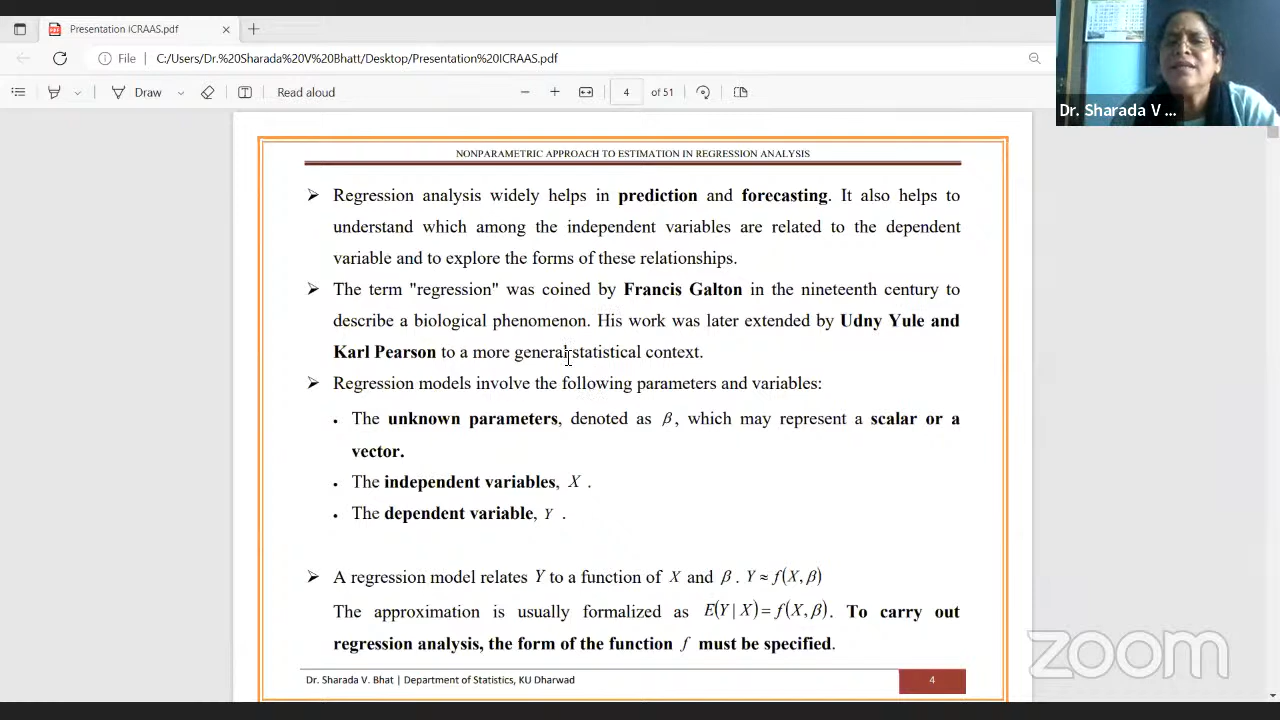 Presentation ICRAAS.pdf
File
C:/Users/Dr.%20Sharada%20V%20Bhatt/Desktop/Presentation%20ICRAAS.pdf
Draw
Read aloud
4 of 51
Dr. Sharada V ...
NONPARAMETRIC APPROACH TO ESTIMATION IN REGRESSION ANALYSIS
➢ Regression analysis widely helps in prediction and forecasting. It also helps to
understand which among the independent variables are related to the dependent
variable and to explore the forms of these relationships.
➢ The term "regression" was coined by Francis Galton in the nineteenth century to
describe a biological phenomenon. His work was later extended by Udny Yule and
Karl Pearson to a more general statistical context.
➢ Regression models involve the following parameters and variables:
• The unknown parameters, denoted as β, which may represent a scalar or a
vector.
• The independent variables, X .
• The dependent variable, Y .
➢ A regression model relates Y to a function of X and β . Y ≈ f(X, β)
The approximation is usually formalized as E(Y | X) = f(X, β). To carry out
regression analysis, the form of the function f must be specified.
Dr. Sharada V. Bhat | Department of Statistics, KU Dharwad
4
zoom